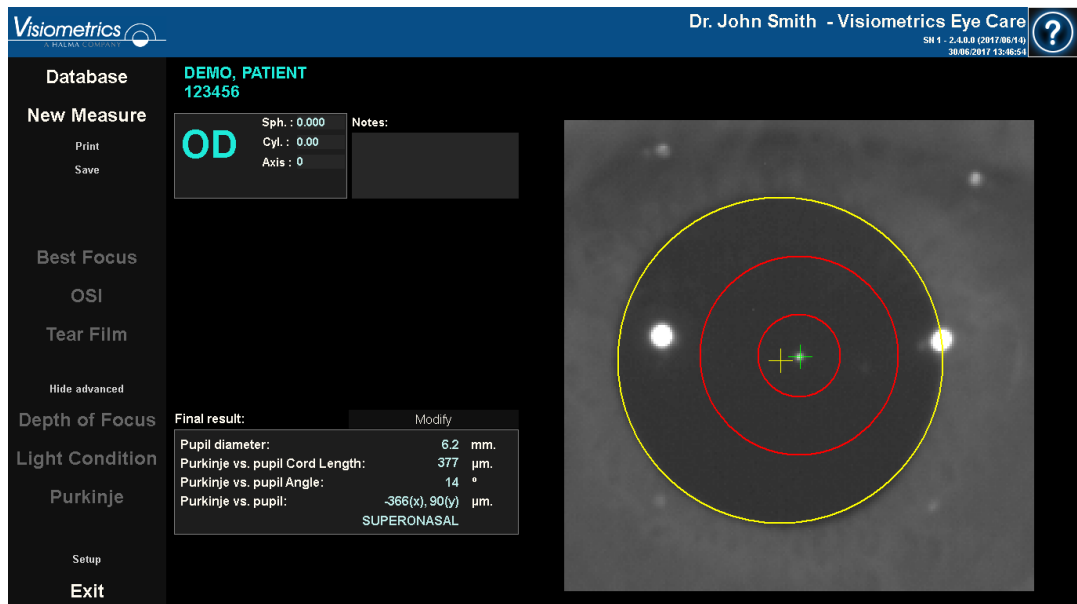 Visiometrics
A HALMA COMPANY
Dr. John Smith - Visiometrics Eye Care
SN 1 - 2.4.0.0 (2017/06/14)
30/06/2017 13:46:54
?
Database
New Measure
Print
Save
Best Focus
OSI
Tear Film
Hide advanced
Depth of Focus
Light Condition
Purkinje
Setup
Exit
DEMO, PATIENT
123456
OD
Sph. : 0.000
Cyl. : 0.00
Axis : 0
Notes:
Final result: Modify
Pupil diameter: 6.2 mm.
Purkinje vs. pupil Cord Length: 377 µm.
Purkinje vs. pupil Angle: 14 º
Purkinje vs. pupil: -366(x), 90(y) µm.
SUPERONASAL